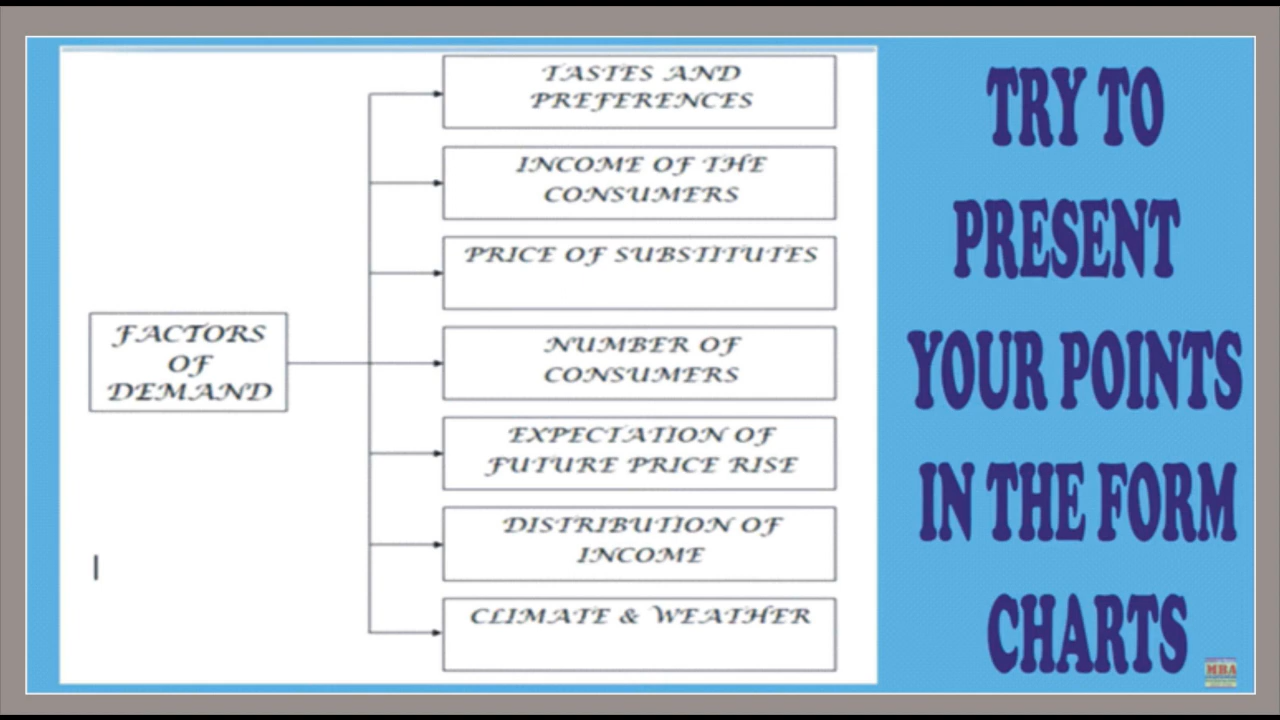 TASTES AND
PREFERENCES
INCOME OF THE
CONSUMERS
PRICE OF SUBSTITUTES
FACTORS
OF
DEMAND
NUMBER OF
CONSUMERS
EXPECTATION OF
FUTURE PRICE RISE
DISTRIBUTION OF
INCOME
CLIMATE & WEATHER
TRY TO
PRESENT
YOUR POINTS
IN THE FORM
CHARTS
MBA